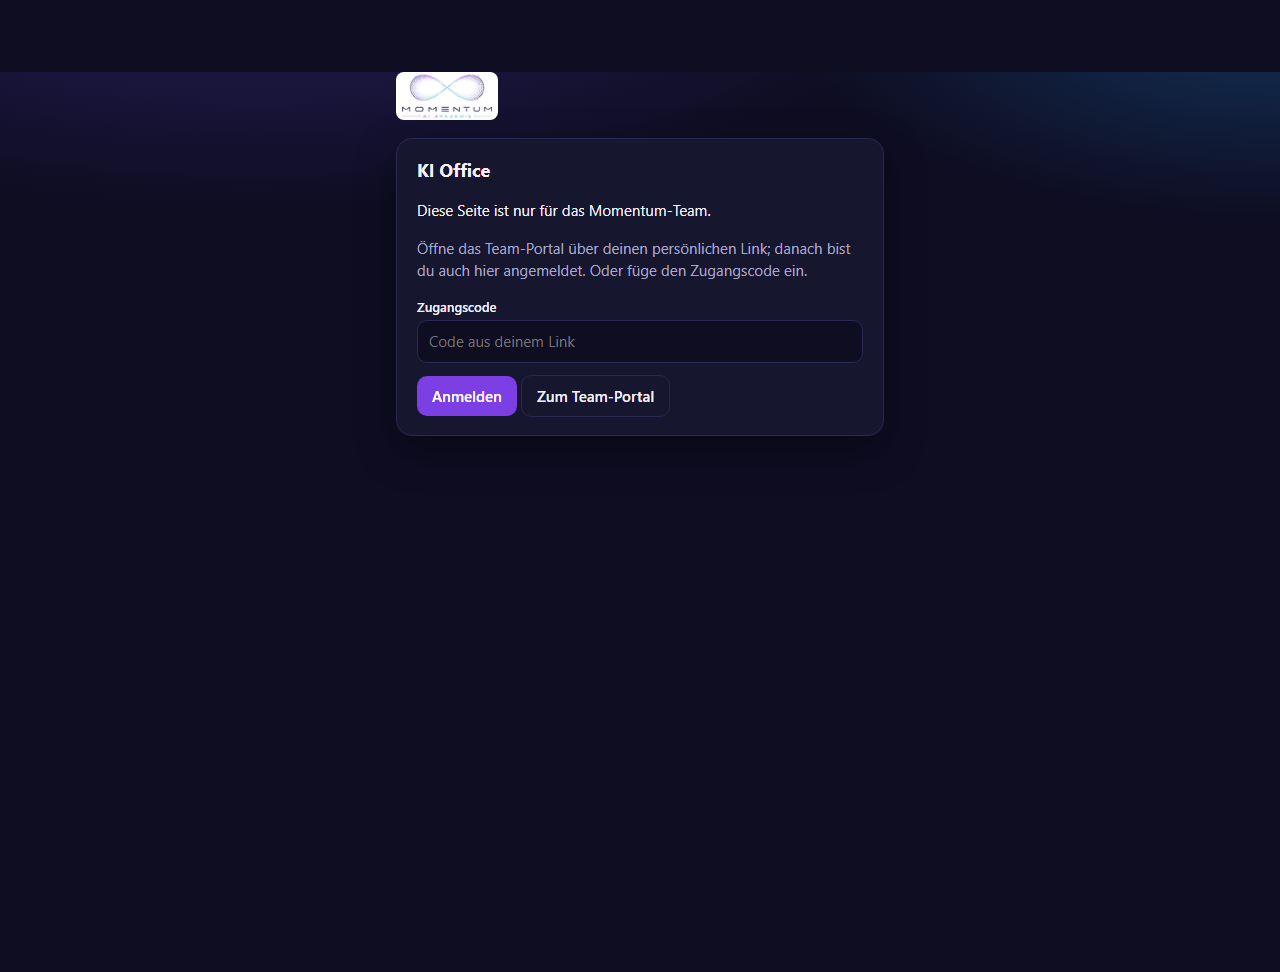 MOMENTUM
KI Office
Diese Seite ist nur für das Momentum-Team.
Öffne das Team-Portal über deinen persönlichen Link; danach bist
du auch hier angemeldet. Oder füge den Zugangscode ein.
Zugangscode
Code aus deinem Link
Anmelden
Zum Team-Portal